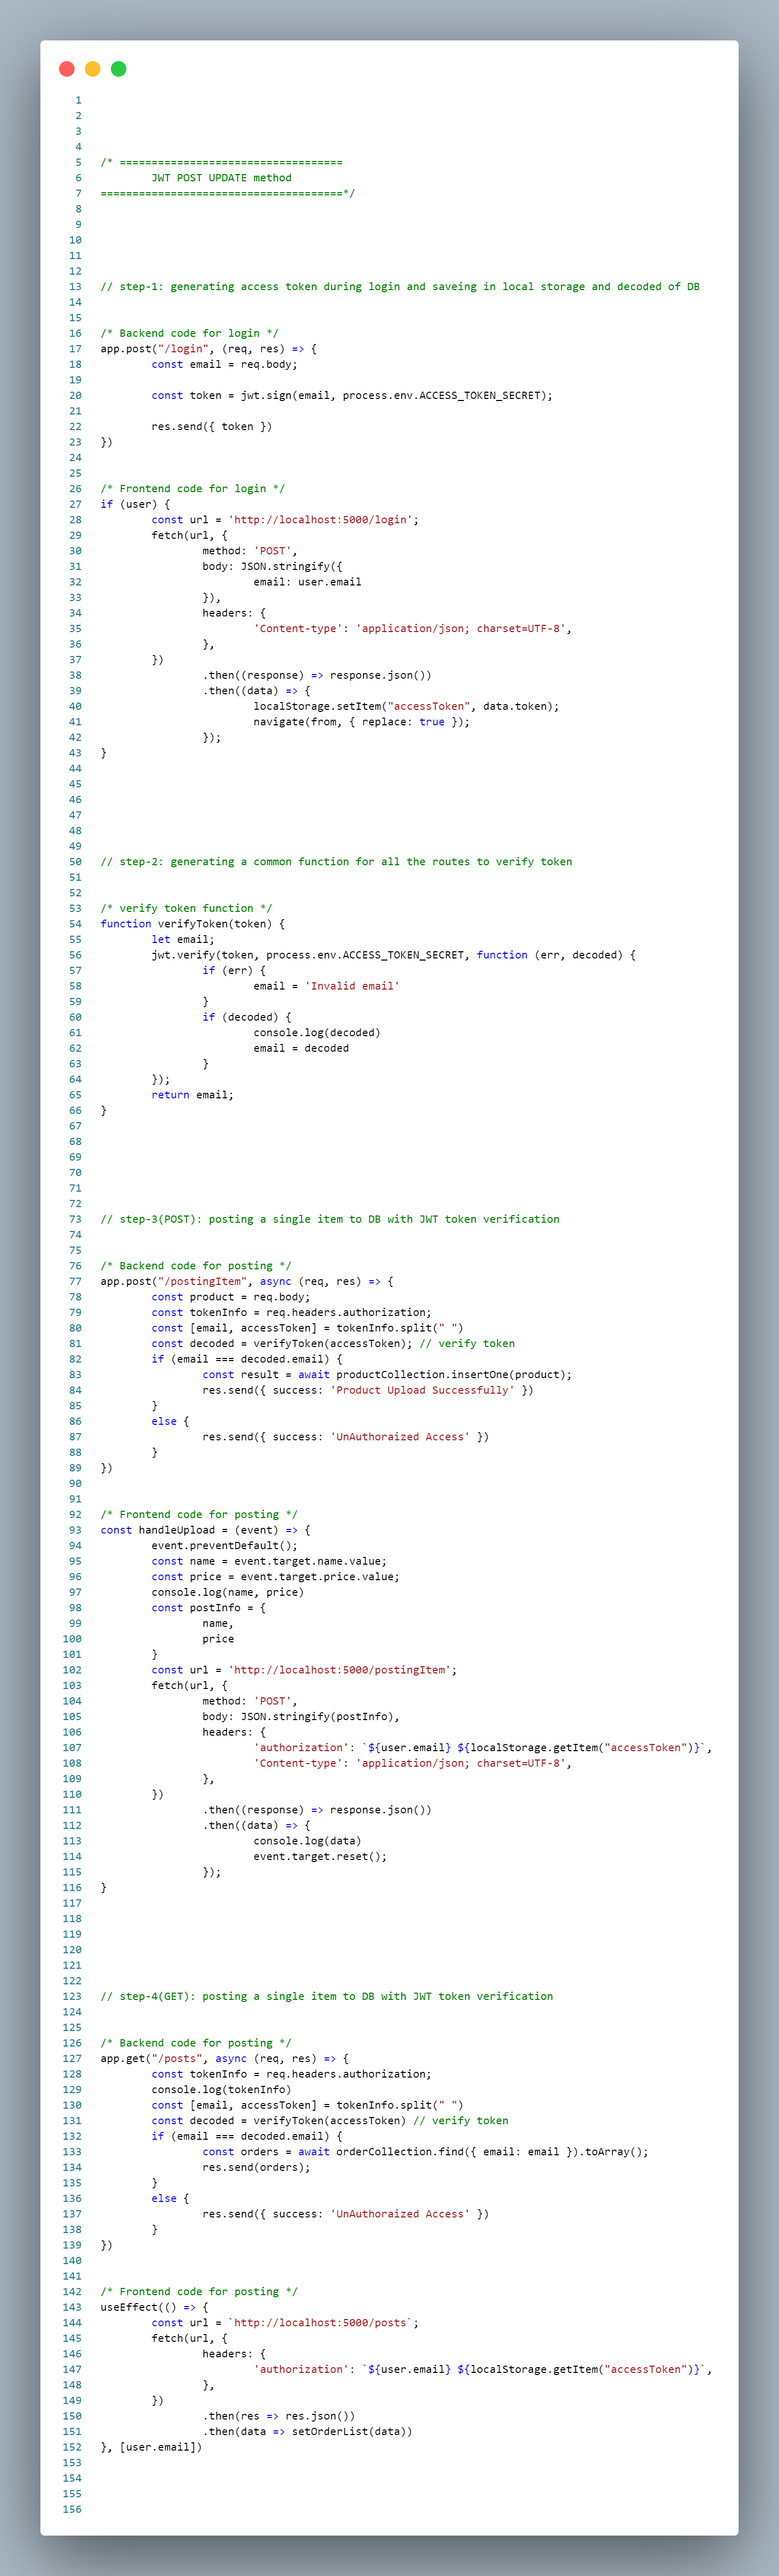 1
2
3
4
5 /* ===================================
6 JWT POST UPDATE method
7 ======================================*/
8
9
10
11
12
13 // step-1: generating access token during login and saveing in local storage and decoded of DB
14
15
16 /* Backend code for login */
17 app.post("/login", (req, res) => {
18 const email = req.body;
19
20 const token = jwt.sign(email, process.env.ACCESS_TOKEN_SECRET);
21
22 res.send({ token })
23 })
24
25
26 /* Frontend code for login */
27 if (user) {
28 const url = 'http://localhost:5000/login';
29 fetch(url, {
30 method: 'POST',
31 body: JSON.stringify({
32 email: user.email
33 }),
34 headers: {
35 'Content-type': 'application/json; charset=UTF-8',
36 },
37 })
38 .then((response) => response.json())
39 .then((data) => {
40 localStorage.setItem("accessToken", data.token);
41 navigate(from, { replace: true });
42 });
43 }
44
45
46
47
48
49
50 // step-2: generating a common function for all the routes to verify token
51
52
53 /* verify token function */
54 function verifyToken(token) {
55 let email;
56 jwt.verify(token, process.env.ACCESS_TOKEN_SECRET, function (err, decoded) {
57 if (err) {
58 email = 'Invalid email'
59 }
60 if (decoded) {
61 console.log(decoded)
62 email = decoded
63 }
64 });
65 return email;
66 }
67
68
69
70
71
72
73 // step-3(POST): posting a single item to DB with JWT token verification
74
75
76 /* Backend code for posting */
77 app.post("/postingItem", async (req, res) => {
78 const product = req.body;
79 const tokenInfo = req.headers.authorization;
80 const [email, accessToken] = tokenInfo.split(" ")
81 const decoded = verifyToken(accessToken); // verify token
82 if (email === decoded.email) {
83 const result = await productCollection.insertOne(product);
84 res.send({ success: 'Product Upload Successfully' })
85 }
86 else {
87 res.send({ success: 'UnAuthoraized Access' })
88 }
89 })
90
91
92 /* Frontend code for posting */
93 const handleUpload = (event) => {
94 event.preventDefault();
95 const name = event.target.name.value;
96 const price = event.target.price.value;
97 console.log(name, price)
98 const postInfo = {
99 name,
100 price
101 }
102 const url = 'http://localhost:5000/postingItem';
103 fetch(url, {
104 method: 'POST',
105 body: JSON.stringify(postInfo),
106 headers: {
107 'authorization': `${user.email} ${localStorage.getItem("accessToken")}`,
108 'Content-type': 'application/json; charset=UTF-8',
109 },
110 })
111 .then((response) => response.json())
112 .then((data) => {
113 console.log(data)
114 event.target.reset();
115 });
116 }
117
118
119
120
121
122
123 // step-4(GET): posting a single item to DB with JWT token verification
124
125
126 /* Backend code for posting */
127 app.get("/posts", async (req, res) => {
128 const tokenInfo = req.headers.authorization;
129 console.log(tokenInfo)
130 const [email, accessToken] = tokenInfo.split(" ")
131 const decoded = verifyToken(accessToken) // verify token
132 if (email === decoded.email) {
133 const orders = await orderCollection.find({ email: email }).toArray();
134 res.send(orders);
135 }
136 else {
137 res.send({ success: 'UnAuthoraized Access' })
138 }
139 })
140
141
142 /* Frontend code for posting */
143 useEffect(() => {
144 const url = `http://localhost:5000/posts`;
145 fetch(url, {
146 headers: {
147 'authorization': `${user.email} ${localStorage.getItem("accessToken")}`,
148 },
149 })
150 .then(res => res.json())
151 .then(data => setOrderList(data))
152 }, [user.email])
153
154
155
156